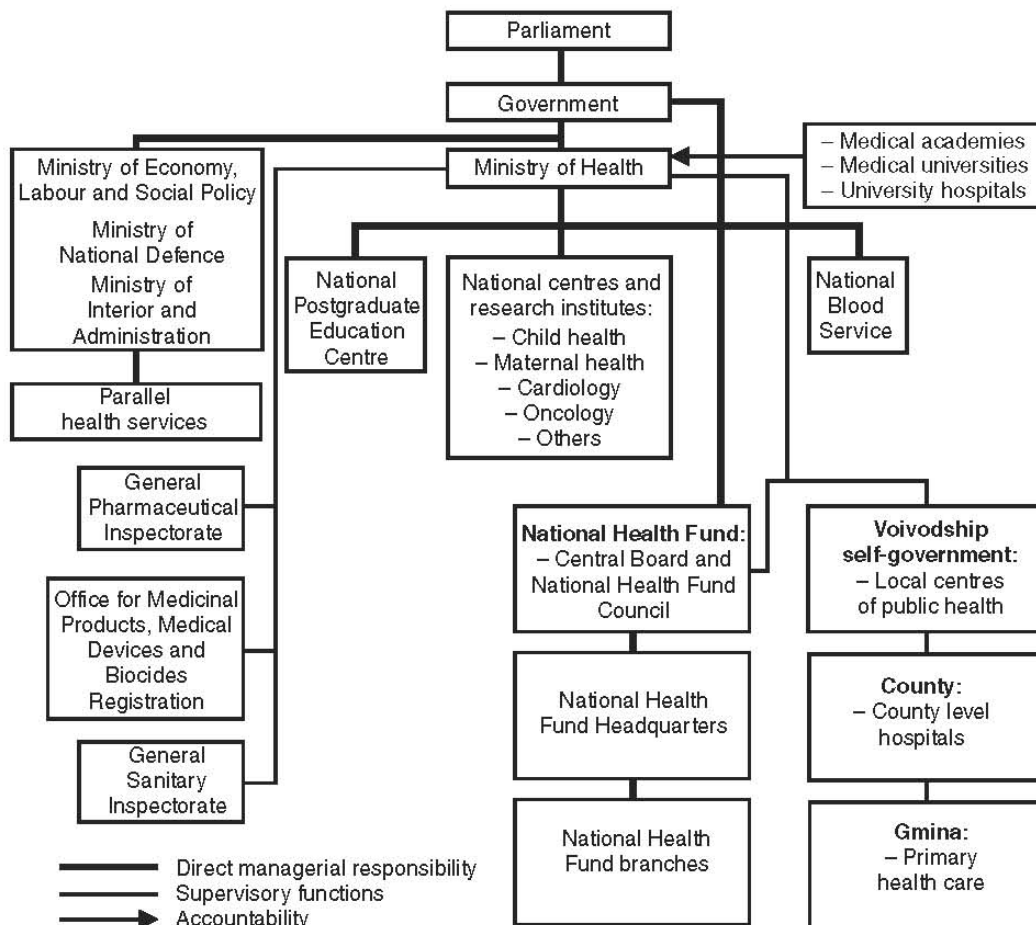 Parliament
Government
– Medical academies
– Medical universities
– University hospitals
Ministry of Economy,
Labour and Social Policy
Ministry of
National Defence
Ministry of
Interior and
Administration
Ministry of Health
National
Postgraduate
Education
Centre
National centres and
research institutes:
– Child health
– Maternal health
– Cardiology
– Oncology
– Others
National
Blood
Service
Parallel
health services
General
Pharmaceutical
Inspectorate
Office for Medicinal
Products, Medical
Devices and
Biocides
Registration
General
Sanitary
Inspectorate
National Health Fund:
– Central Board and
National Health Fund
Council
National Health
Fund Headquarters
National Health
Fund branches
Voivodship
self-government:
– Local centres
of public health
County:
– County level
hospitals
Gmina:
– Primary
health care
Direct managerial responsibility
Supervisory functions
Accountability